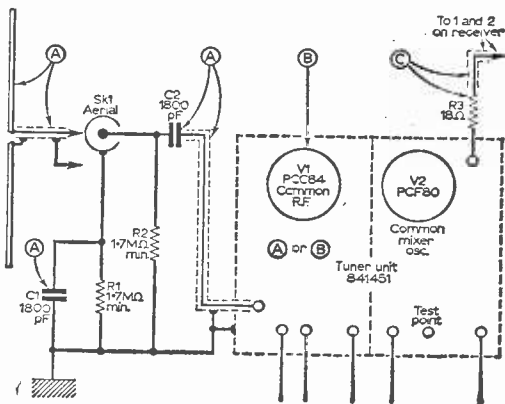 To 1 and 2
on receiver
A
Sk1
Aerial
A
C2
1800
pF
B
C
R3
18Ω
V1
PCC84
Common
R.F.
V2
PCF80
Common
mixer
osc.
A or B
Tuner unit
841451
Test
point
A
C1
1800
pF
R1
1·7MΩ
min.
R2
1·7MΩ
min.